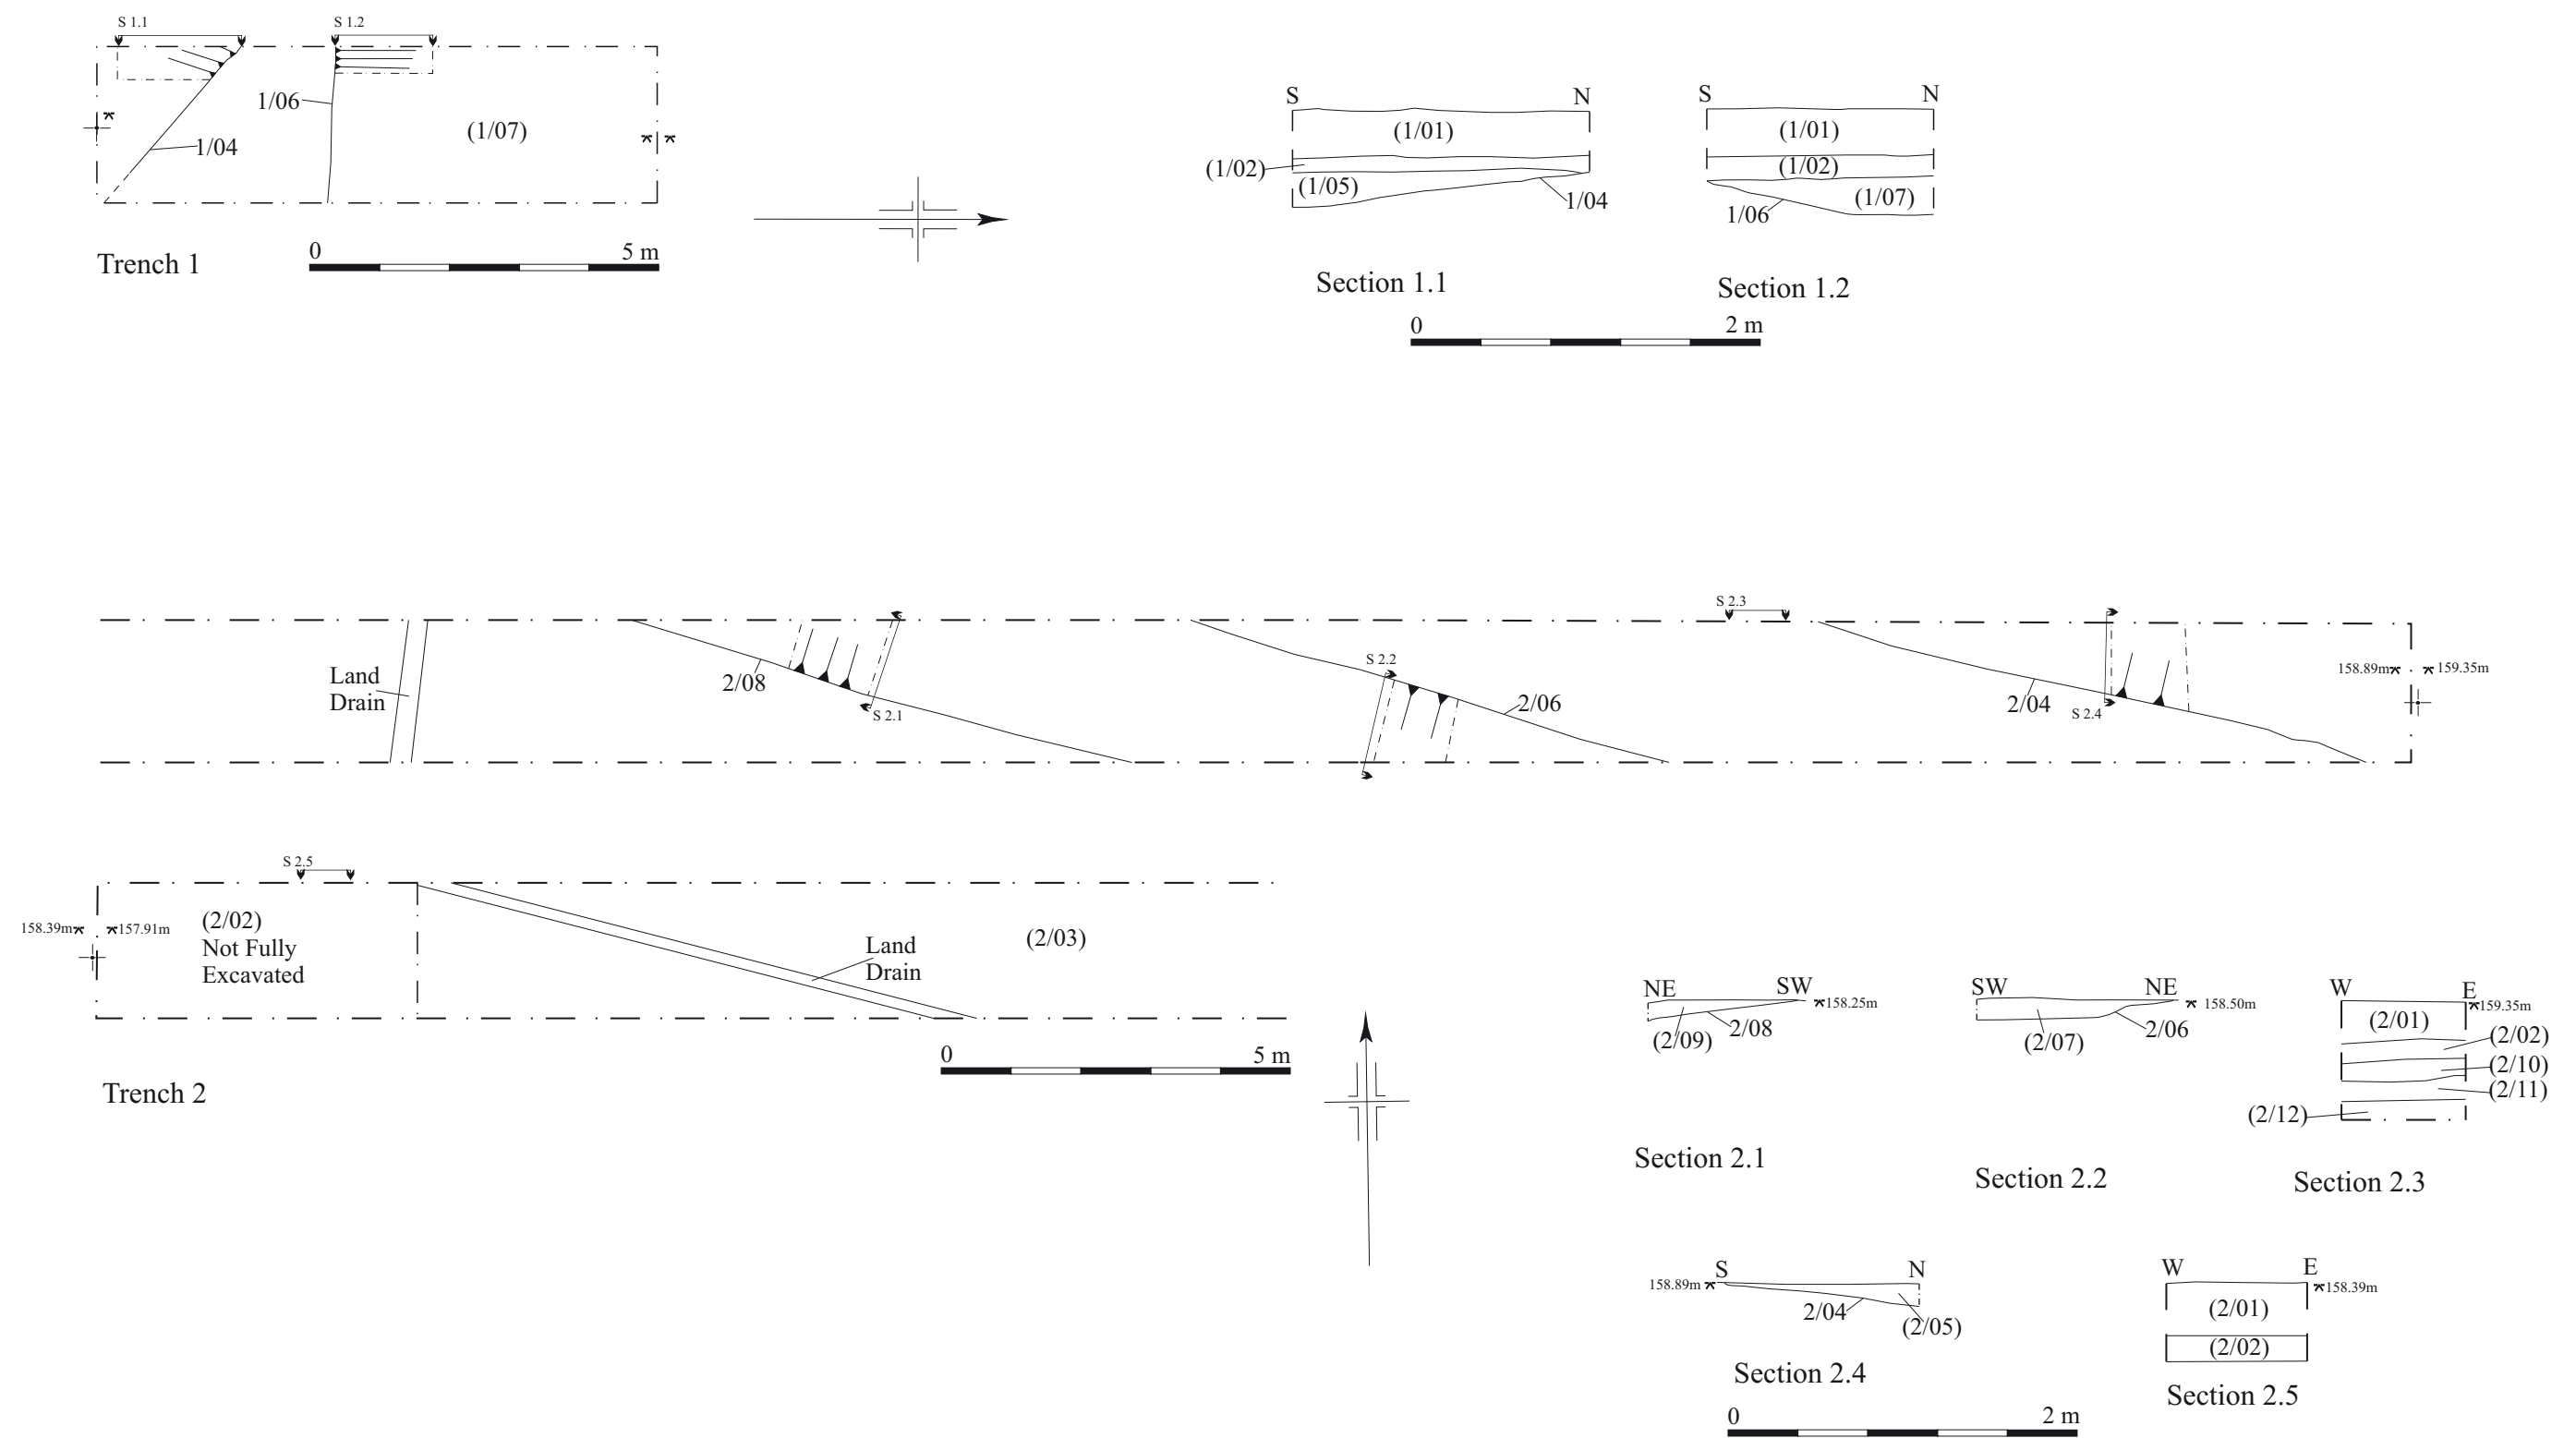 S 1.1
S 1.2
1/06
(1/07)
1/04
Trench 1
0
5 m
S
N
(1/01)
(1/02)
(1/05)
1/04
Section 1.1
S
N
(1/01)
(1/02)
(1/07)
1/06
Section 1.2
0
2 m
Land
Drain
2/08
S 2.1
S 2.2
2/06
S 2.3
2/04
S 2.4
158.89m
159.35m
S 2.5
158.39m
157.91m
(2/02)
Not Fully
Excavated
Land
Drain
(2/03)
Trench 2
0
5 m
NE
SW
158.25m
(2/09)
2/08
Section 2.1
SW
NE
158.50m
(2/07)
2/06
Section 2.2
W
E
159.35m
(2/01)
(2/02)
(2/10)
(2/11)
(2/12)
Section 2.3
158.89m
S
N
2/04
(2/05)
Section 2.4
W
E
158.39m
(2/01)
(2/02)
Section 2.5
0
2 m